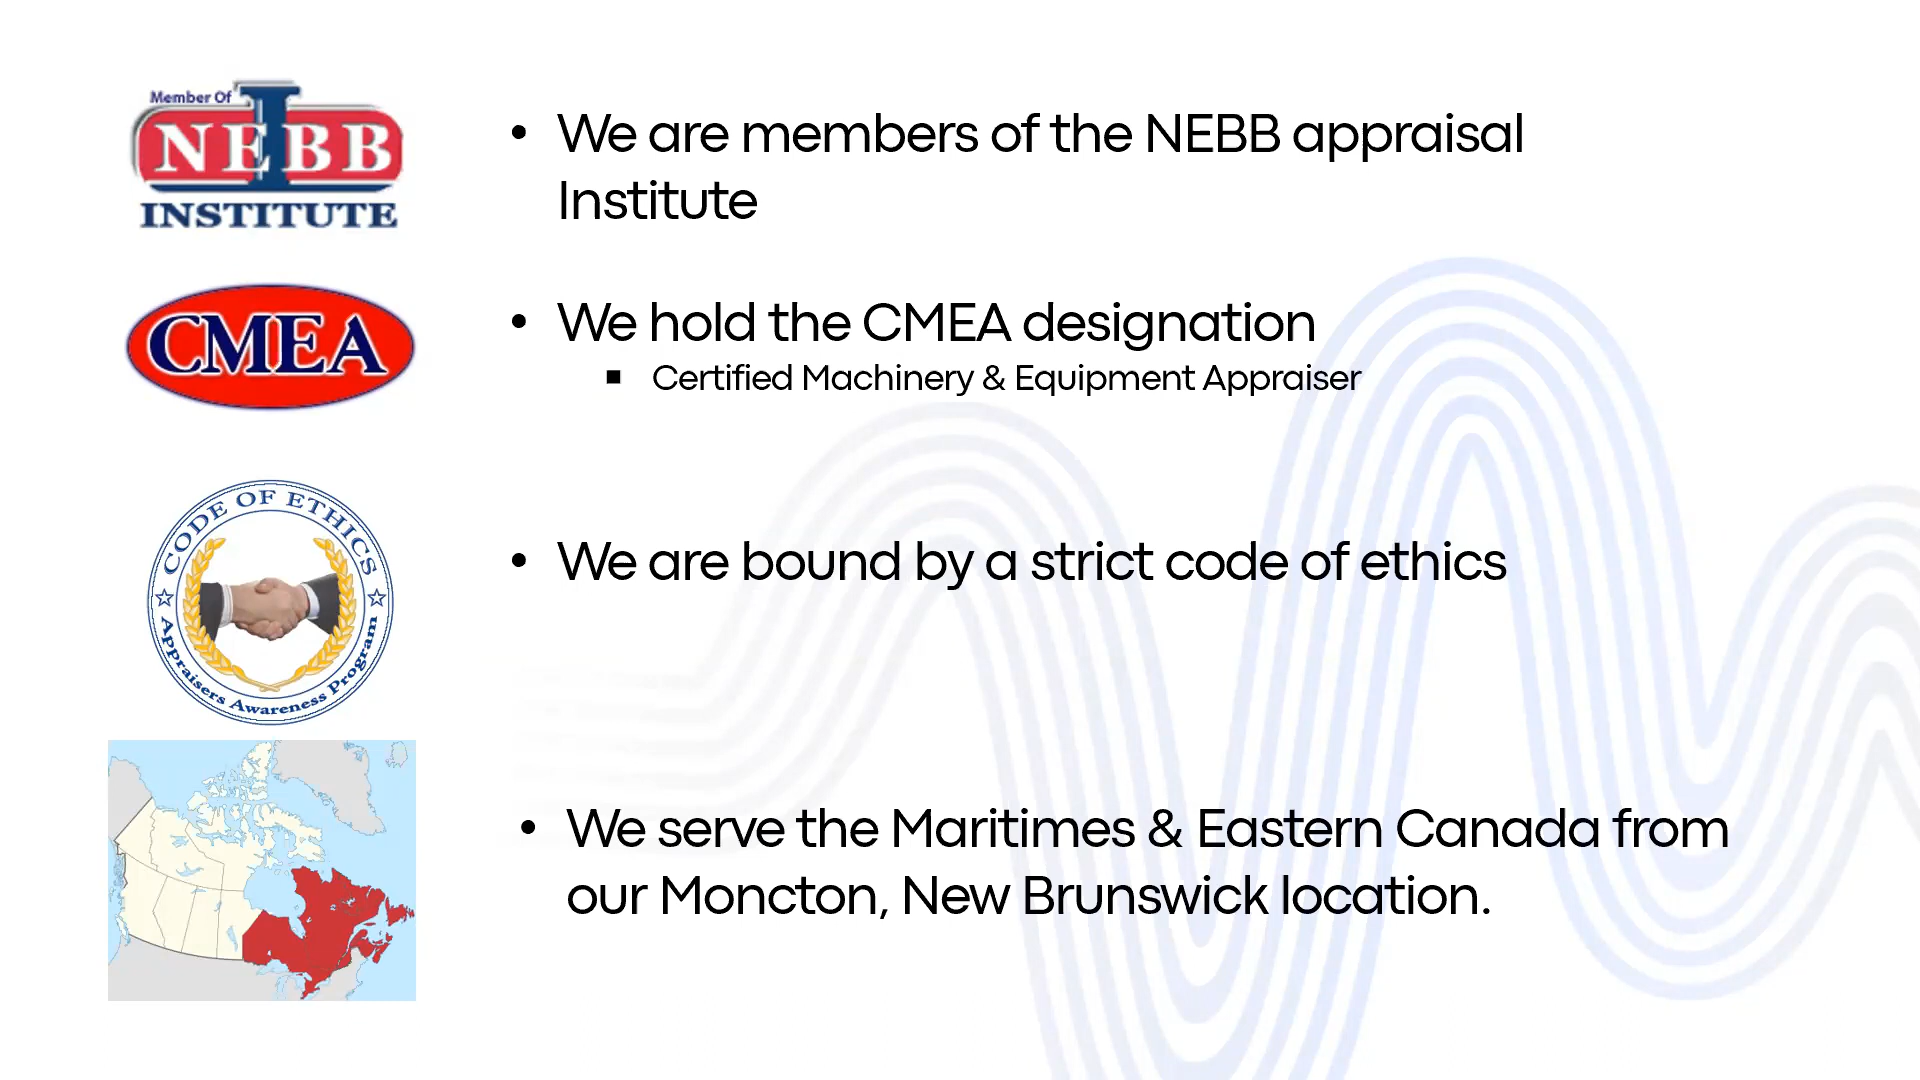 Member Of
NEBB
INSTITUTE
• We are members of the NEBB appraisal
Institute
CMEA
• We hold the CMEA designation
▪ Certified Machinery & Equipment Appraiser
CODE OF ETHICS
Appraisers Awareness Program
• We are bound by a strict code of ethics
• We serve the Maritimes & Eastern Canada from
our Moncton, New Brunswick location.